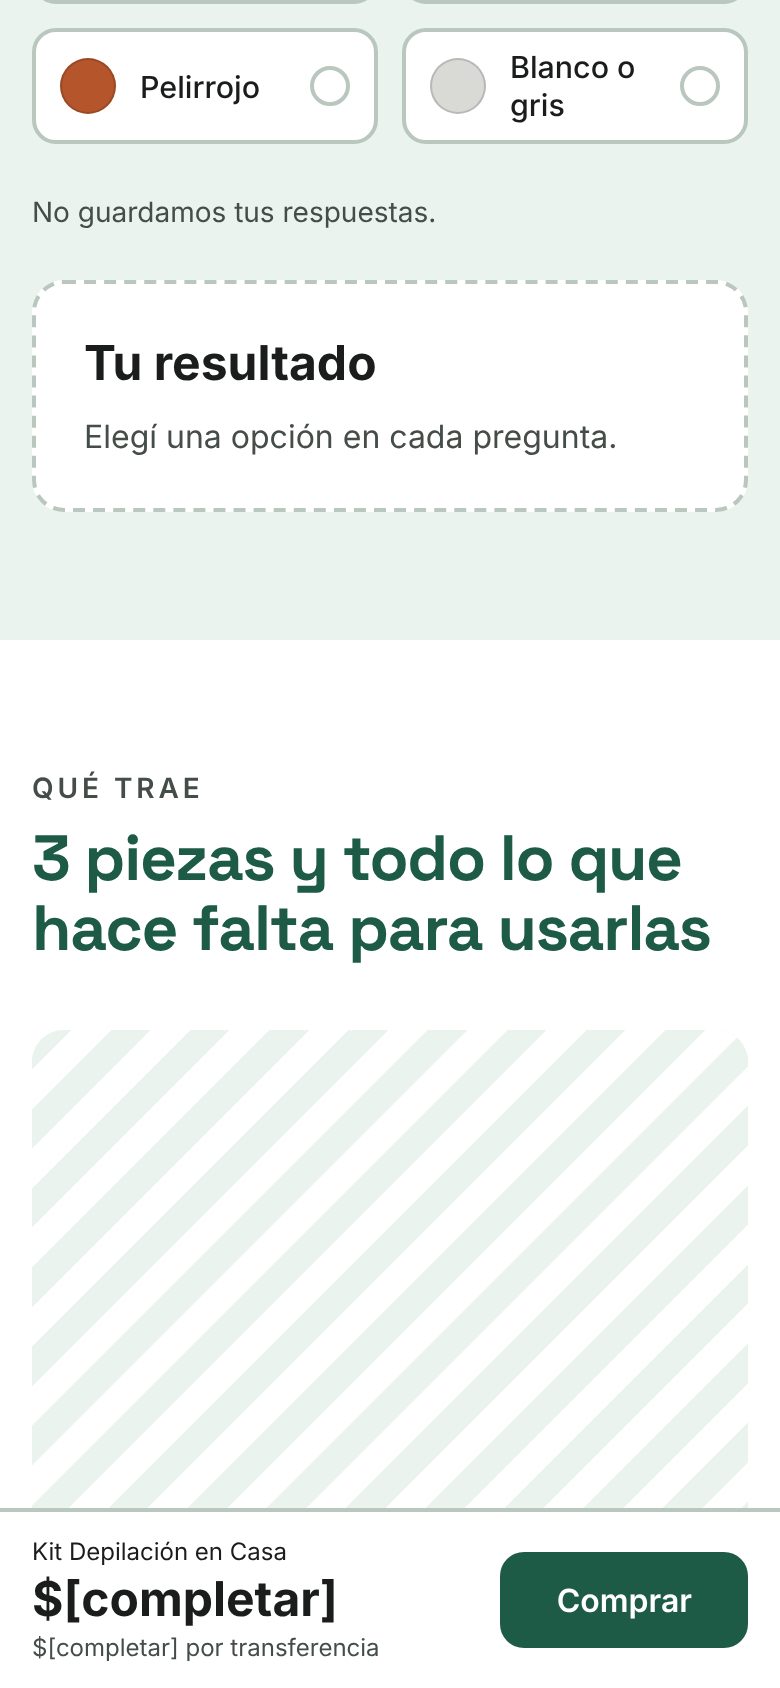 Pelirrojo
Blanco o
gris
No guardamos tus respuestas.
Tu resultado
Elegí una opción en cada pregunta.
QUÉ TRAE
3 piezas y todo lo que
hace falta para usarlas
Kit Depilación en Casa
$[completar]
$[completar] por transferencia
Comprar